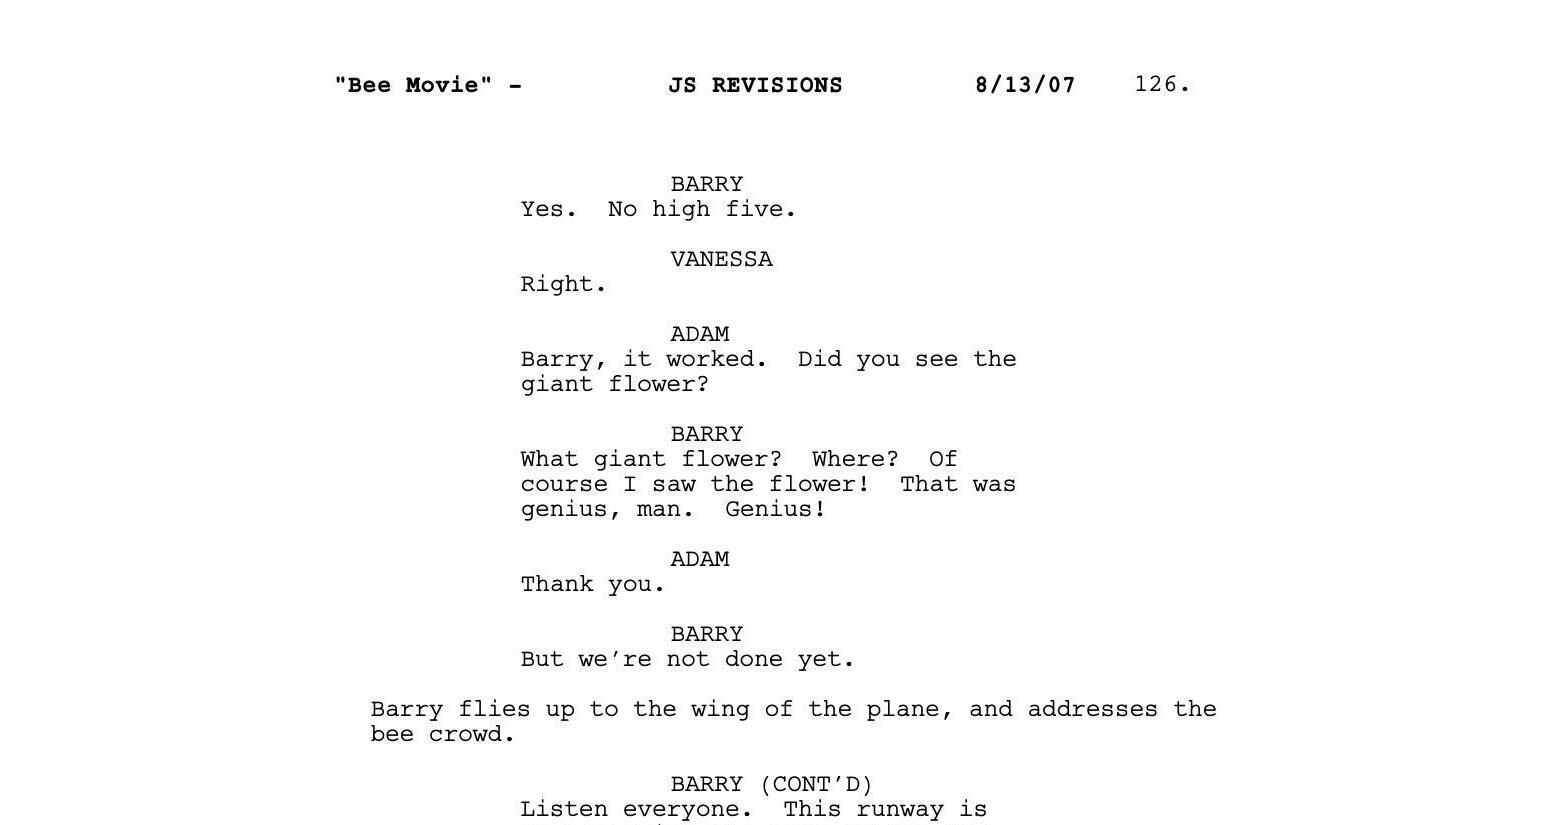 "Bee Movie" - JS REVISIONS 8/13/07 126.
BARRY
Yes.  No high five.
VANESSA
Right.
ADAM
Barry, it worked.  Did you see the
giant flower?
BARRY
What giant flower?  Where?  Of
course I saw the flower!  That was
genius, man.  Genius!
ADAM
Thank you.
BARRY
But we're not done yet.
Barry flies up to the wing of the plane, and addresses the
bee crowd.
BARRY (CONT'D)
Listen everyone.  This runway is